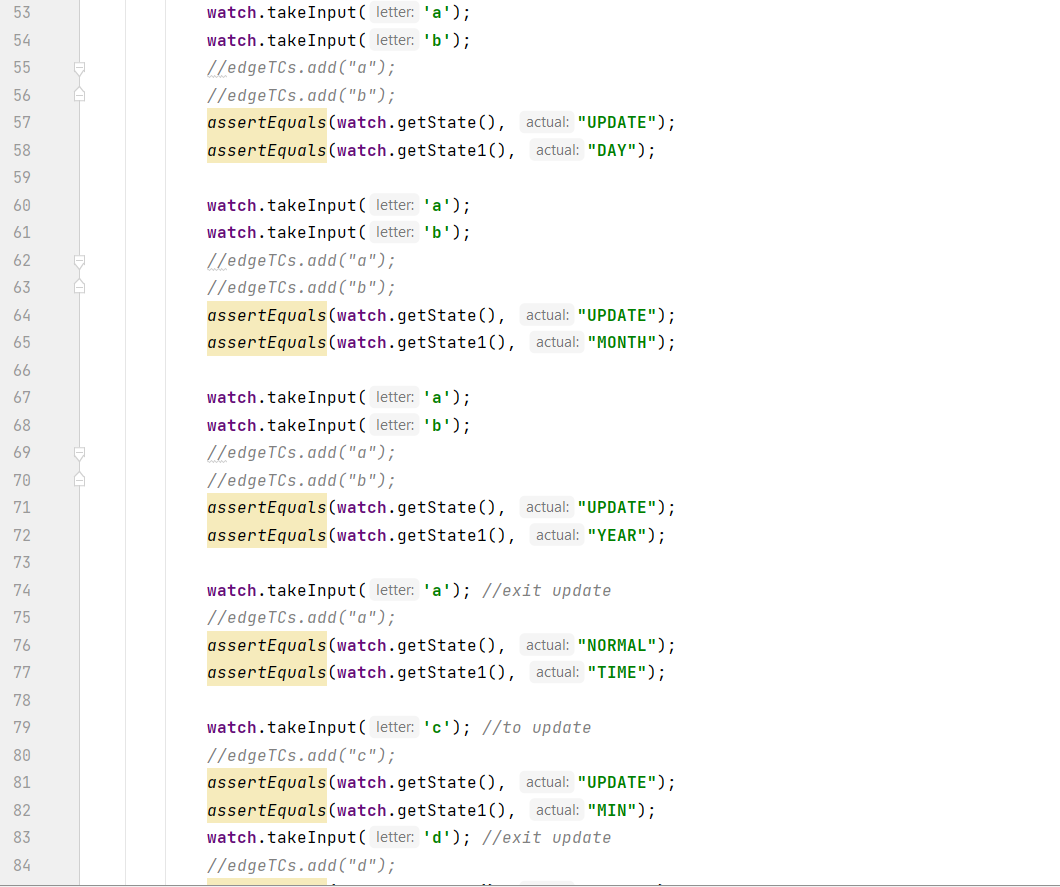 53 watch.takeInput( letter: 'a');
54 watch.takeInput( letter: 'b');
55 //edgeTCs.add("a");
56 //edgeTCs.add("b");
57 assertEquals(watch.getState(), actual: "UPDATE");
58 assertEquals(watch.getState1(), actual: "DAY");
59
60 watch.takeInput( letter: 'a');
61 watch.takeInput( letter: 'b');
62 //edgeTCs.add("a");
63 //edgeTCs.add("b");
64 assertEquals(watch.getState(), actual: "UPDATE");
65 assertEquals(watch.getState1(), actual: "MONTH");
66
67 watch.takeInput( letter: 'a');
68 watch.takeInput( letter: 'b');
69 //edgeTCs.add("a");
70 //edgeTCs.add("b");
71 assertEquals(watch.getState(), actual: "UPDATE");
72 assertEquals(watch.getState1(), actual: "YEAR");
73
74 watch.takeInput( letter: 'a'); //exit update
75 //edgeTCs.add("a");
76 assertEquals(watch.getState(), actual: "NORMAL");
77 assertEquals(watch.getState1(), actual: "TIME");
78
79 watch.takeInput( letter: 'c'); //to update
80 //edgeTCs.add("c");
81 assertEquals(watch.getState(), actual: "UPDATE");
82 assertEquals(watch.getState1(), actual: "MIN");
83 watch.takeInput( letter: 'd'); //exit update
84 //edgeTCs.add("d");